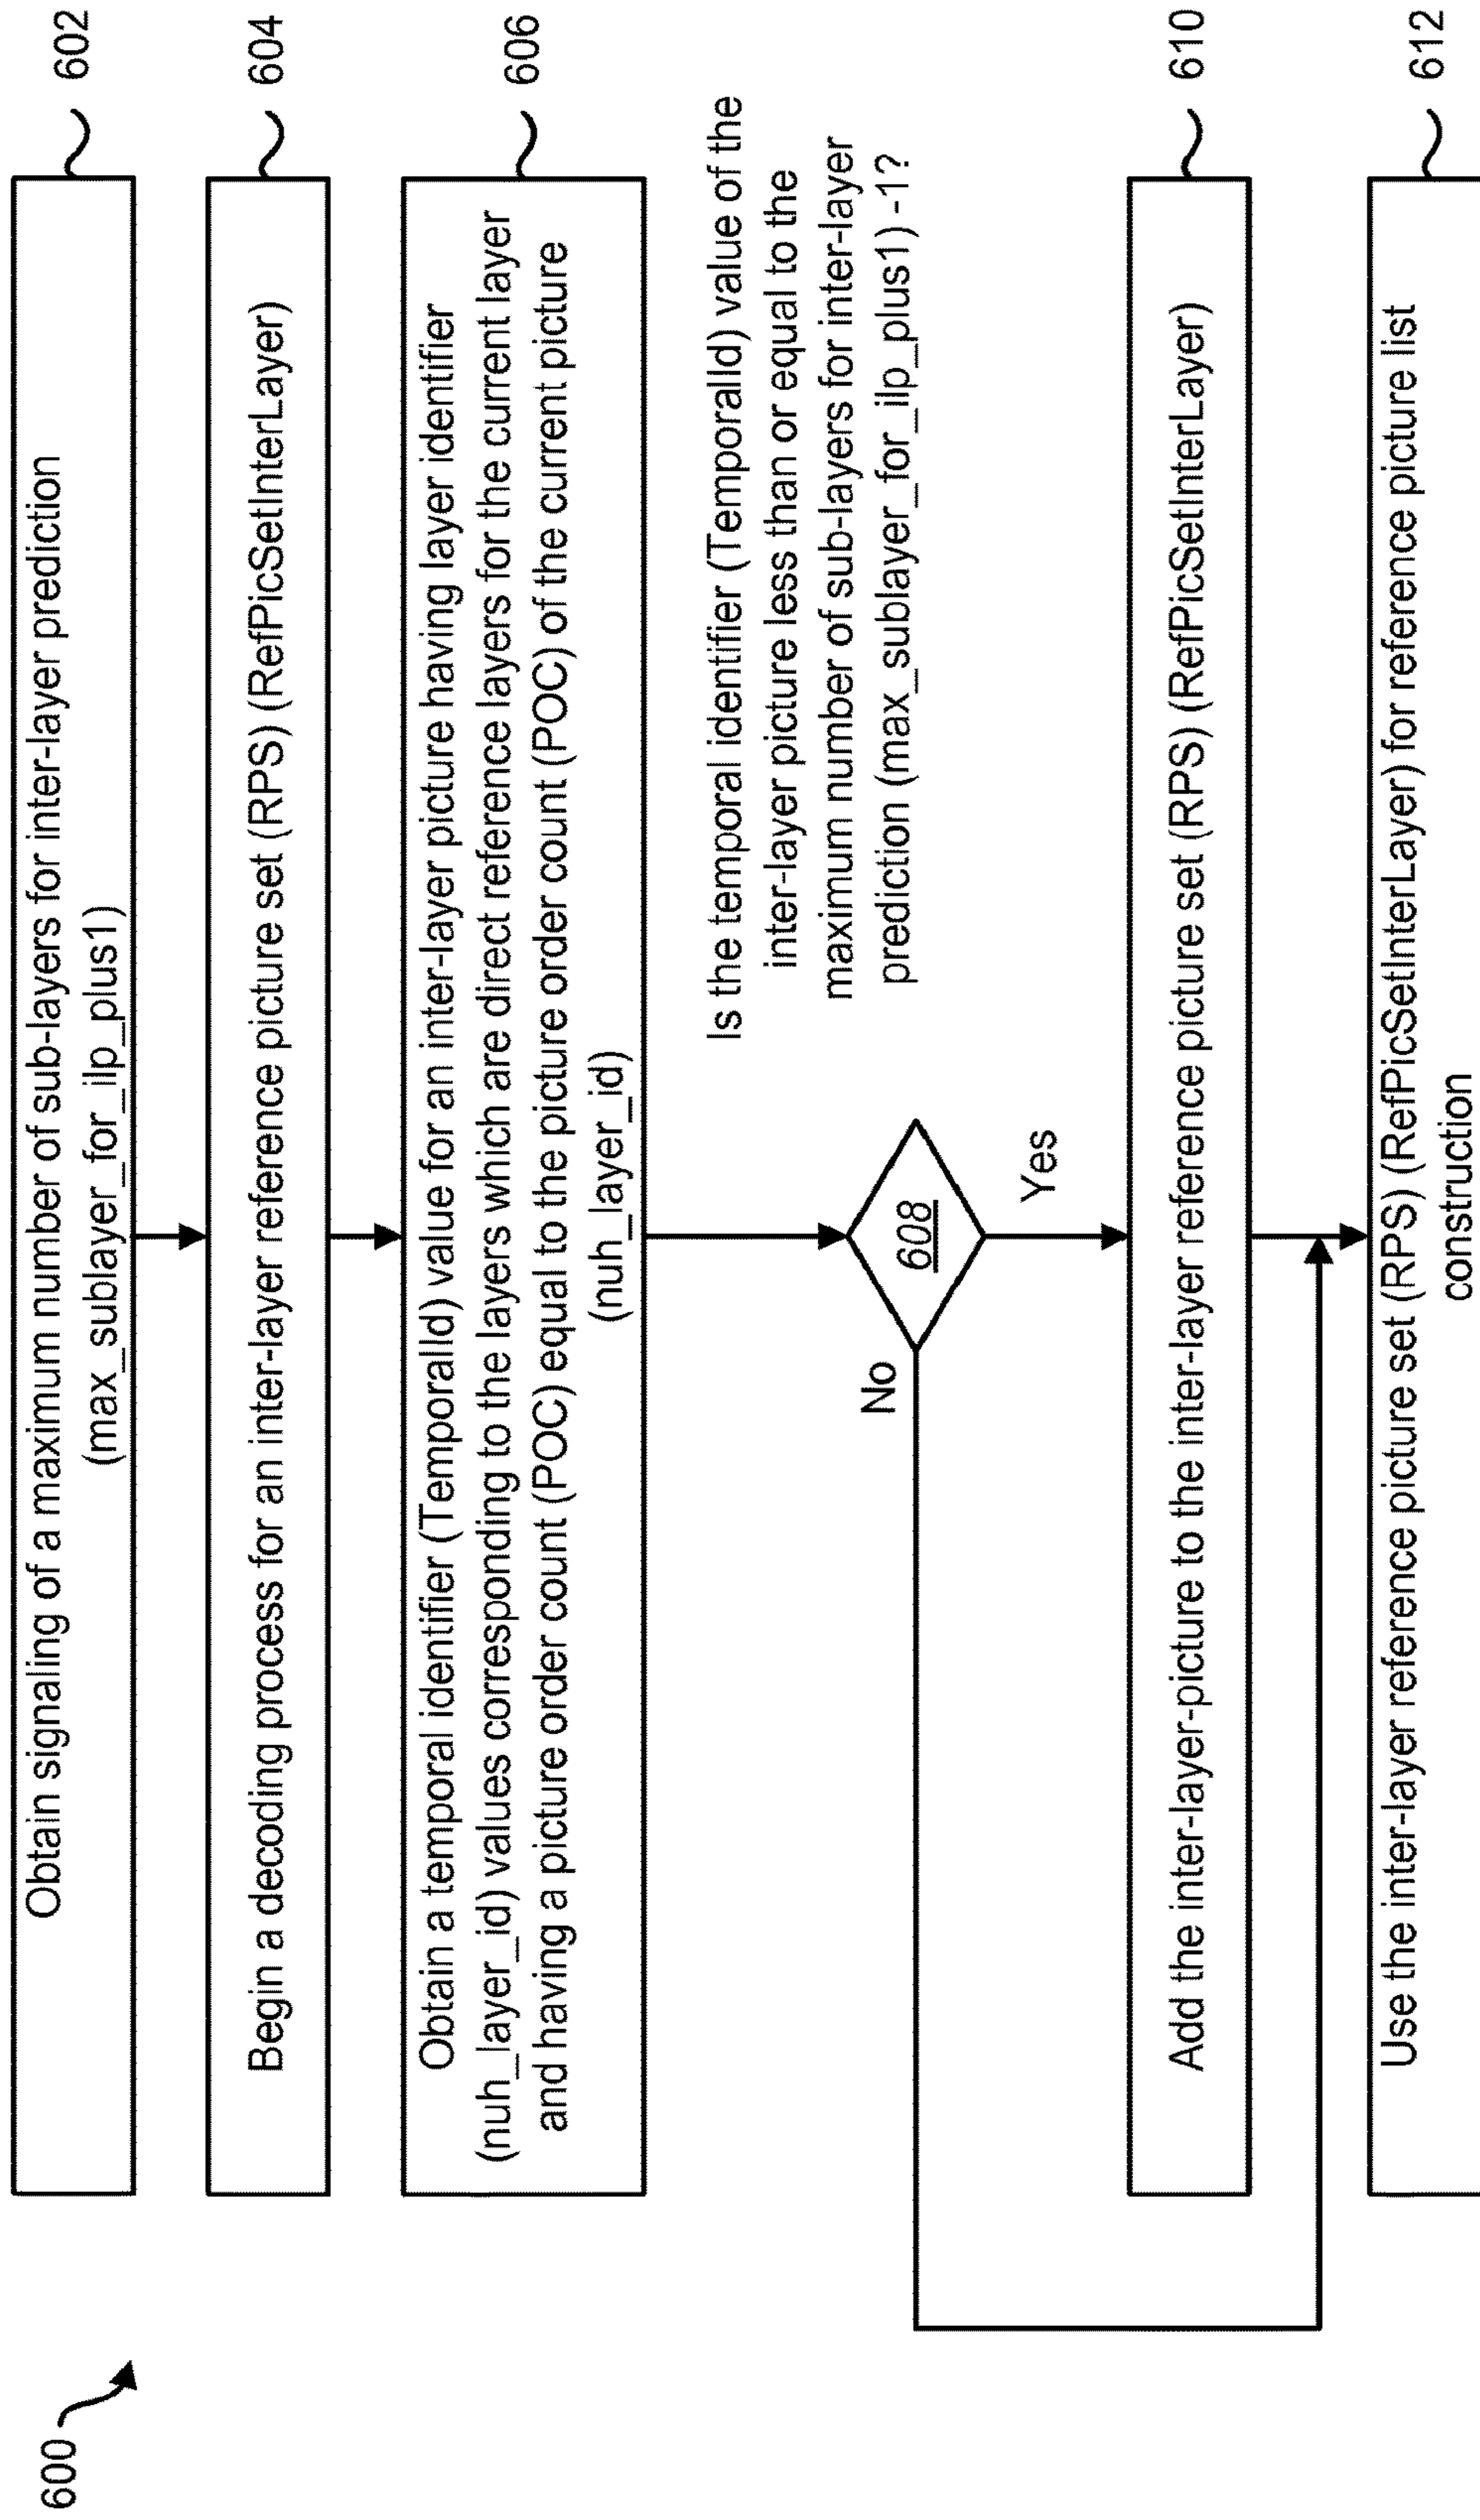 600
Obtain signaling of a maximum number of sub-layers for inter-layer prediction
(max_sublayer_for_ilp_plus1)
602
Begin a decoding process for an inter-layer reference picture set (RPS) (RefPicSetInterLayer)
604
Obtain a temporal identifier (TemporalId) value for an inter-layer picture having layer identifier
(nuh_layer_id) values corresponding to the layers which are direct reference layers for the current layer
and having a picture order count (POC) equal to the picture order count (POC) of the current picture
(nuh_layer_id)
606
Is the temporal identifier (TemporalId) value of the
inter-layer picture less than or equal to the
maximum number of sub-layers for inter-layer
prediction (max_sublayer_for_ilp_plus1) -1?
608
No
Yes
Add the inter-layer-picture to the inter-layer reference picture set (RPS) (RefPicSetInterLayer)
610
Use the inter-layer reference picture set (RPS) (RefPicSetInterLayer) for reference picture list
construction
612